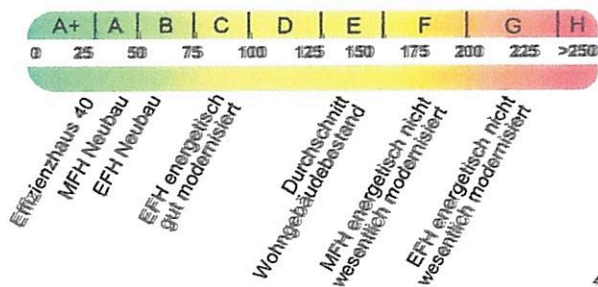 A+ A B C D E F G H
0 25 50 75 100 125 150 175 200 225 >250
Effizienzhaus 40
MFH Neubau
EFH Neubau
EFH energetisch
gut modernisiert
Durchschnitt
Wohngebäudebestand
MFH energetisch nicht
wesentlich modernisiert
EFH energetisch nicht
wesentlich modernisiert